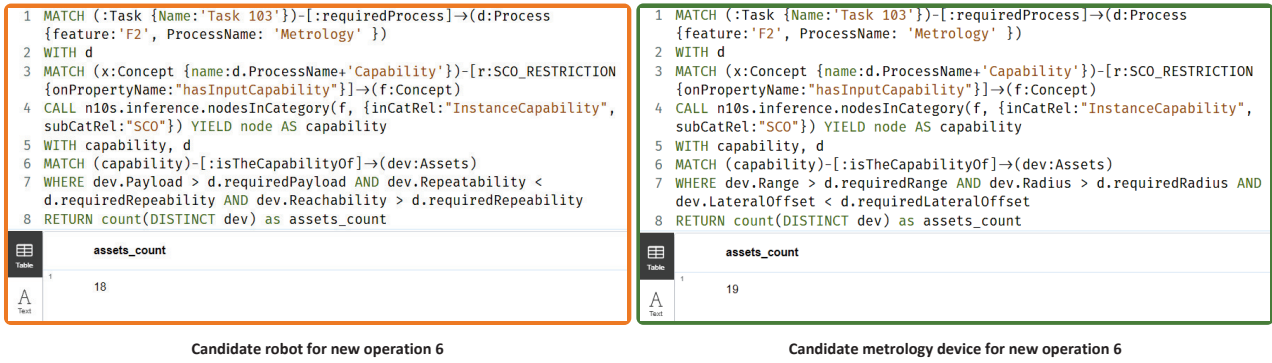 1 MATCH (:Task {Name:'Task 103'})-[:requiredProcess]→(d:Process
{feature:'F2', ProcessName: 'Metrology' })
2 WITH d
3 MATCH (x:Concept {name:d.ProcessName+'Capability'})-[r:SCO_RESTRICTION
{onPropertyName:"hasInputCapability"}]→(f:Concept)
4 CALL n10s.inference.nodesInCategory(f, {inCatRel:"InstanceCapability",
subCatRel:"SCO"}) YIELD node AS capability
5 WITH capability, d
6 MATCH (capability)-[:isTheCapabilityOf]→(dev:Assets)
7 WHERE dev.Payload > d.requiredPayload AND dev.Repeatability <
d.requiredRepeability AND dev.Reachability > d.requiredRepeability
8 RETURN count(DISTINCT dev) as assets_count
Table
assets_count
1
18
A
Text
Candidate robot for new operation 6
1 MATCH (:Task {Name:'Task 103'})-[:requiredProcess]→(d:Process
{feature:'F2', ProcessName: 'Metrology' })
2 WITH d
3 MATCH (x:Concept {name:d.ProcessName+'Capability'})-[r:SCO_RESTRICTION
{onPropertyName:"hasInputCapability"}]→(f:Concept)
4 CALL n10s.inference.nodesInCategory(f, {inCatRel:"InstanceCapability",
subCatRel:"SCO"}) YIELD node AS capability
5 WITH capability, d
6 MATCH (capability)-[:isTheCapabilityOf]→(dev:Assets)
7 WHERE dev.Range > d.requiredRange AND dev.Radius > d.requiredRadius AND
dev.LateralOffset < d.requiredLateralOffset
8 RETURN count(DISTINCT dev) as assets_count
Table
assets_count
1
19
A
Text
Candidate metrology device for new operation 6